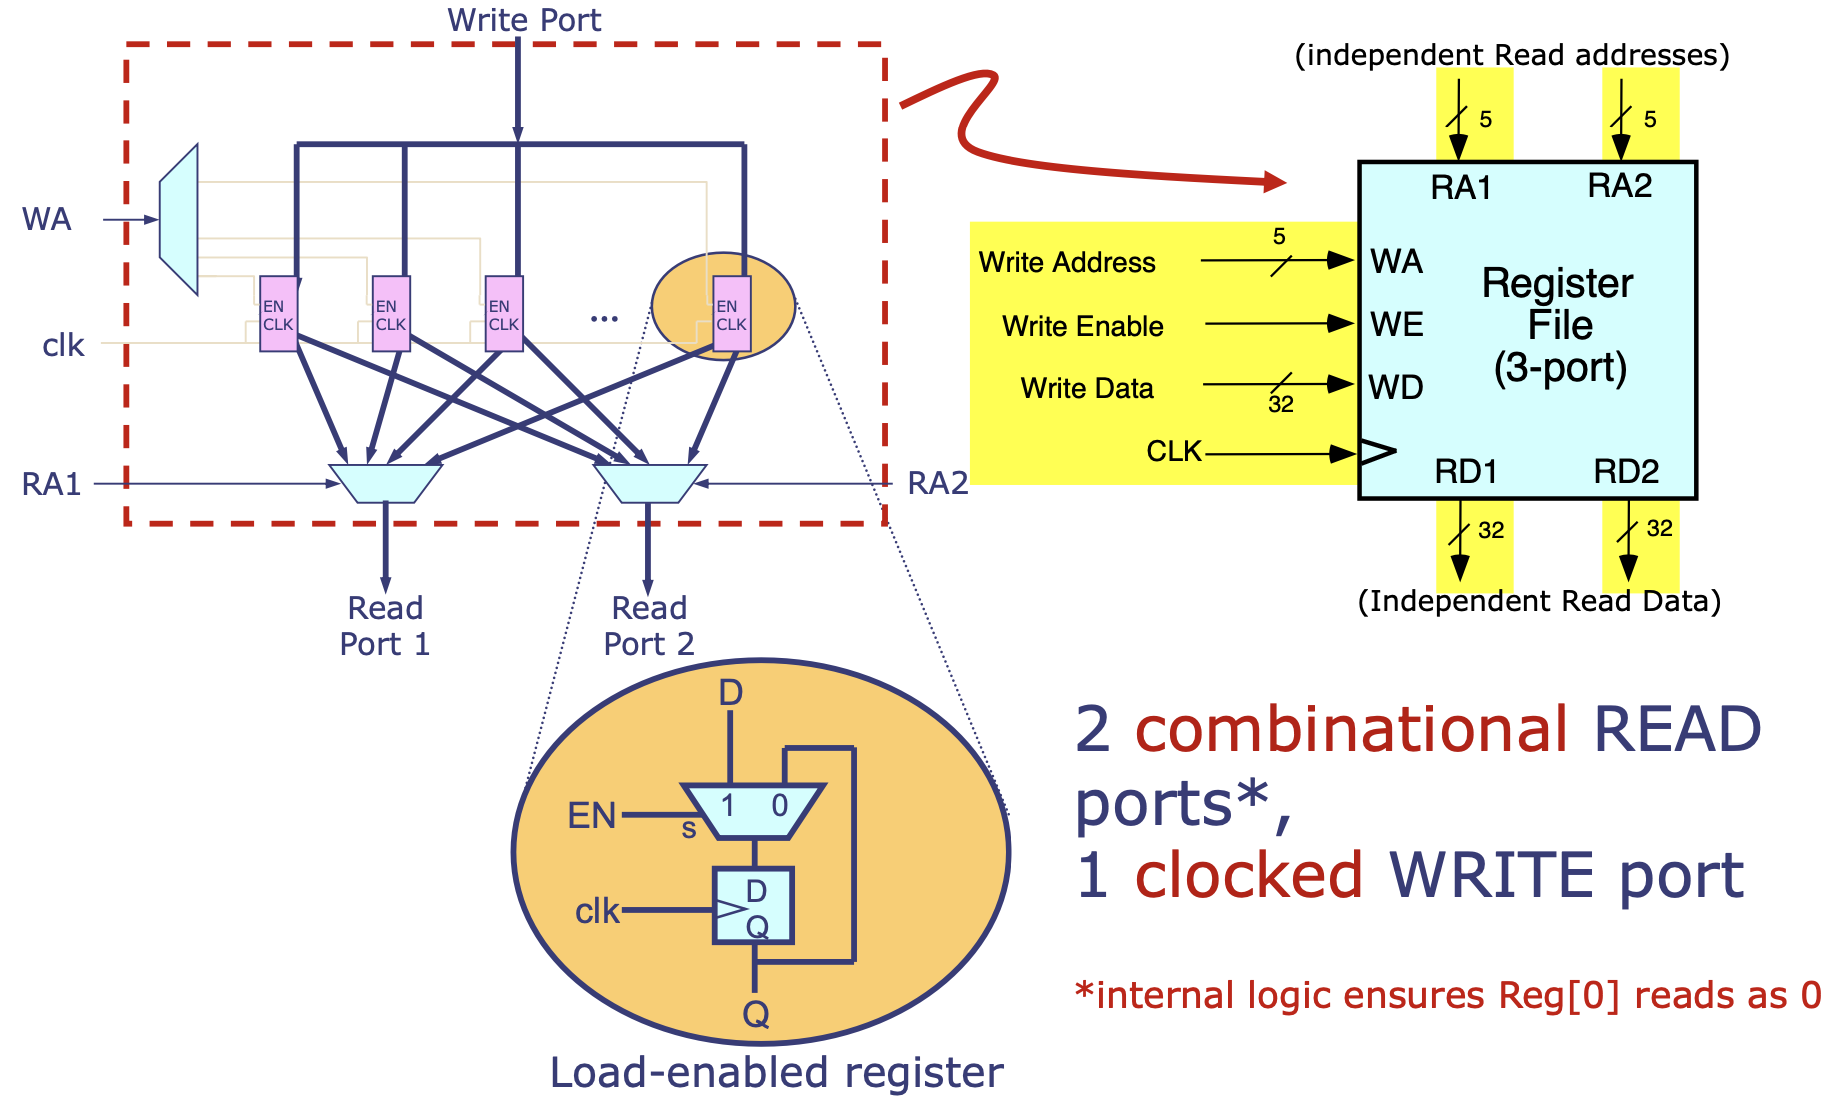 Write Port
WA
EN
CLK
EN
CLK
EN
CLK
...
EN
CLK
clk
RA1
RA2
Read
Port 1
Read
Port 2
D
1 0
EN
s
D
clk
Q
Q
Load-enabled register
(independent Read addresses)
5
5
RA1
RA2
Write Address
5
WA
Write Enable
WE
Write Data
32
WD
CLK
Register
File
(3-port)
RD1
RD2
32
32
(Independent Read Data)
2 combinational READ
ports*,
1 clocked WRITE port
*internal logic ensures Reg[0] reads as 0